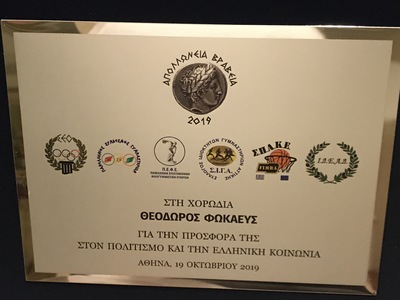 ΑΠΟΛΛΩΝΕΙΑ ΒΡΑΒΕΙΑ
2019
Π.Ε.Φ.Ε.
Σ.Ι.Γ.Α.
ΣΠΑΚΕ
Ι.Β.Ε.Α.Β.
ΣΤΗ ΧΟΡΩΔΙΑ
ΘΕΟΔΩΡΟΣ ΦΩΚΑΕΥΣ
ΓΙΑ ΤΗΝ ΠΡΟΣΦΟΡΑ ΤΗΣ
ΣΤΟΝ ΠΟΛΙΤΙΣΜΟ ΚΑΙ ΤΗΝ ΕΛΛΗΝΙΚΗ ΚΟΙΝΩΝΙΑ
ΑΘΗΝΑ, 19 ΟΚΤΩΒΡΙΟΥ 2019